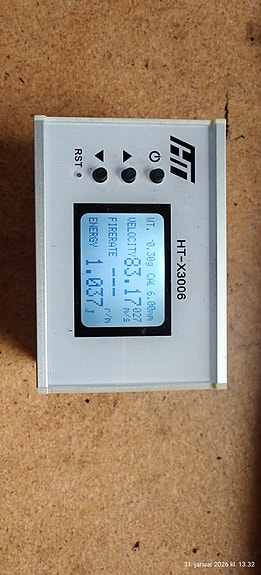 HT
HT-X3006
RST
WT. 0.30g CAL 6.00mm
VELOCITY 83.17 027 m/s
FIRERATE --- r/m
ENERGY 1.037 J
31. januar 2026 kl. 13.32